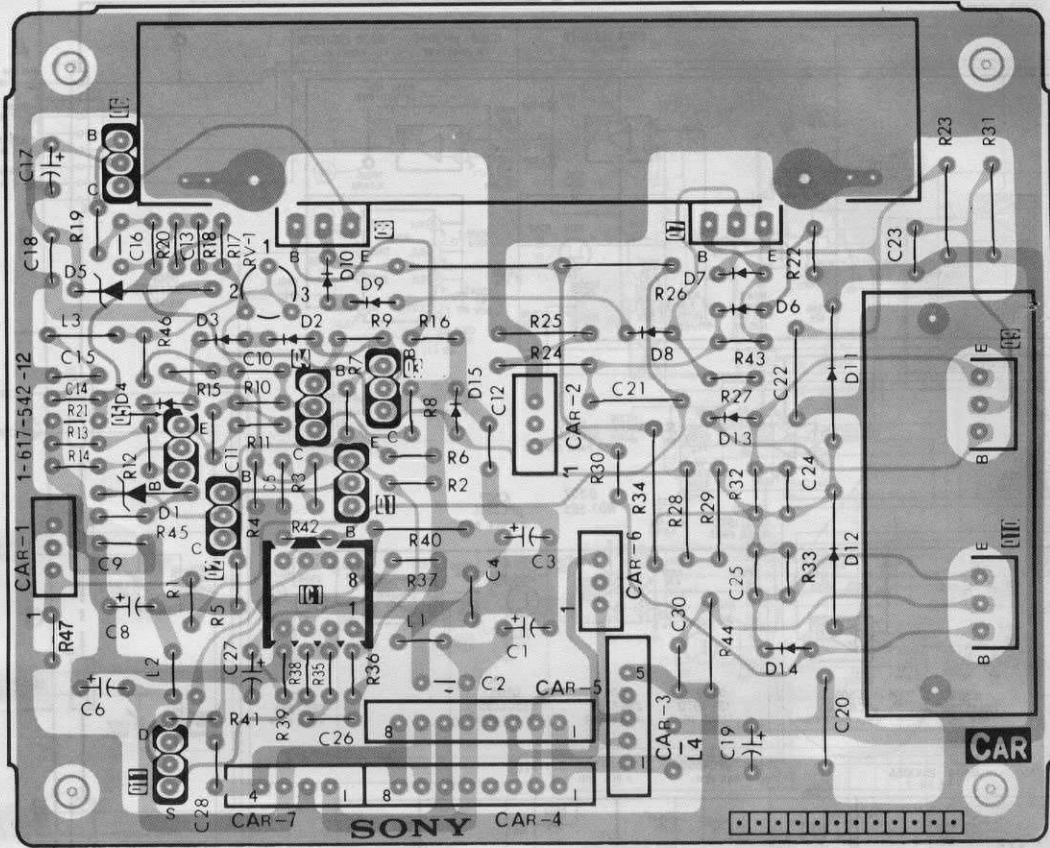 B
C17
C
R23
R31
C18
R19
C16
R20
C13
R18
R17
RV-1
1
2
3
B
E
D10
D9
B
E
D7
R22
C23
D5
R26
D6
L3
R46
D3
D2
R9
R16
R25
D8
R43
C22
D11
C15
C10
R7
B
R24
C14
R15
R10
D15
C12
C21
R27
E
R21
D4
R8
CAR-2
D13
R13
E
R11
E
C
R14
R12
C11
C
R6
1
R30
R34
R32
C24
B
1-617-542-12
B
B
R3
R2
R28
R29
D1
R4
R45
R42
B
R40
C3
CAR-6
CAR-1
C9
C
8
R37
C4
D12
E
C25
R33
1
C8
R1
R5
IC1
1
L1
1
C30
R44
B
R47
L2
C27
R38
R35
R36
C1
D14
C6
C2
CAR-5
5
C20
D
R41
R39
C26
8
1
CAR-3
L4
C19
CAR
S
C28
4
1
8
1
1
CAR-7
SONY
CAR-4